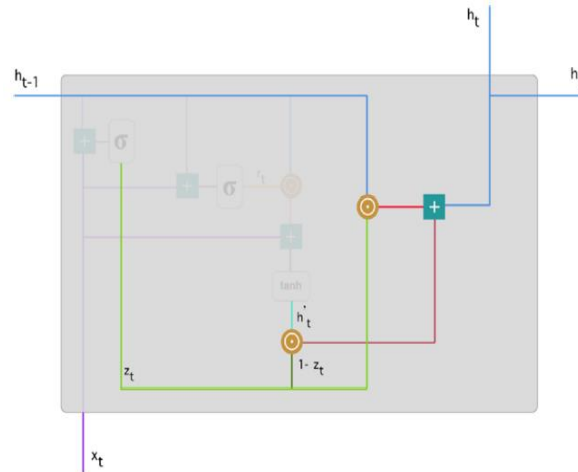 h_t
h_{t-1}
h
+
σ
+
σ
r_t
+
+
tanh
h'_t
z_t
1- z_t
x_t